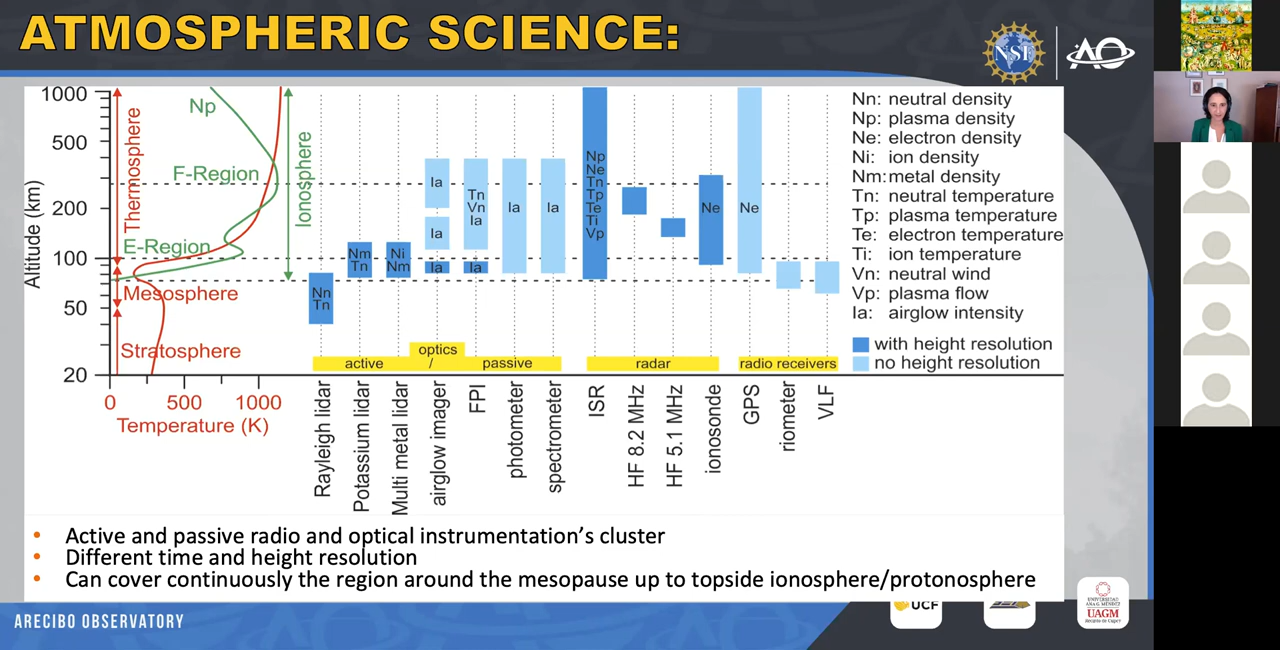 ATMOSPHERIC SCIENCE:
NSF
AO
1000
500
200
100
50
20
Altitude (km)
Thermosphere
Np
F-Region
E-Region
Ionosphere
Mesosphere
Stratosphere
0 500 1000
Temperature (K)
Nn
Tn
Nm
Tn
Ni
Nm
Ia
Ia
Ia
Tn
Vn
Ia
Ia
Ia
Ia
Np
Ne
Tn
Tp
Te
Ti
Vp
Ne
Ne
active
optics
/
passive
radar
radio receivers
Rayleigh lidar
Potassium lidar
Multi metal lidar
airglow imager
FPI
photometer
spectrometer
ISR
HF 8.2 MHz
HF 5.1 MHz
ionosonde
GPS
riometer
VLF
Nn: neutral density
Np: plasma density
Ne: electron density
Ni: ion density
Nm: metal density
Tn: neutral temperature
Tp: plasma temperature
Te: electron temperature
Ti: ion temperature
Vn: neutral wind
Vp: plasma flow
Ia: airglow intensity
with height resolution
no height resolution
• Active and passive radio and optical instrumentation's cluster
• Different time and height resolution
• Can cover continuously the region around the mesopause up to topside ionosphere/protonosphere
ARECIBO OBSERVATORY
UCF
UAGM